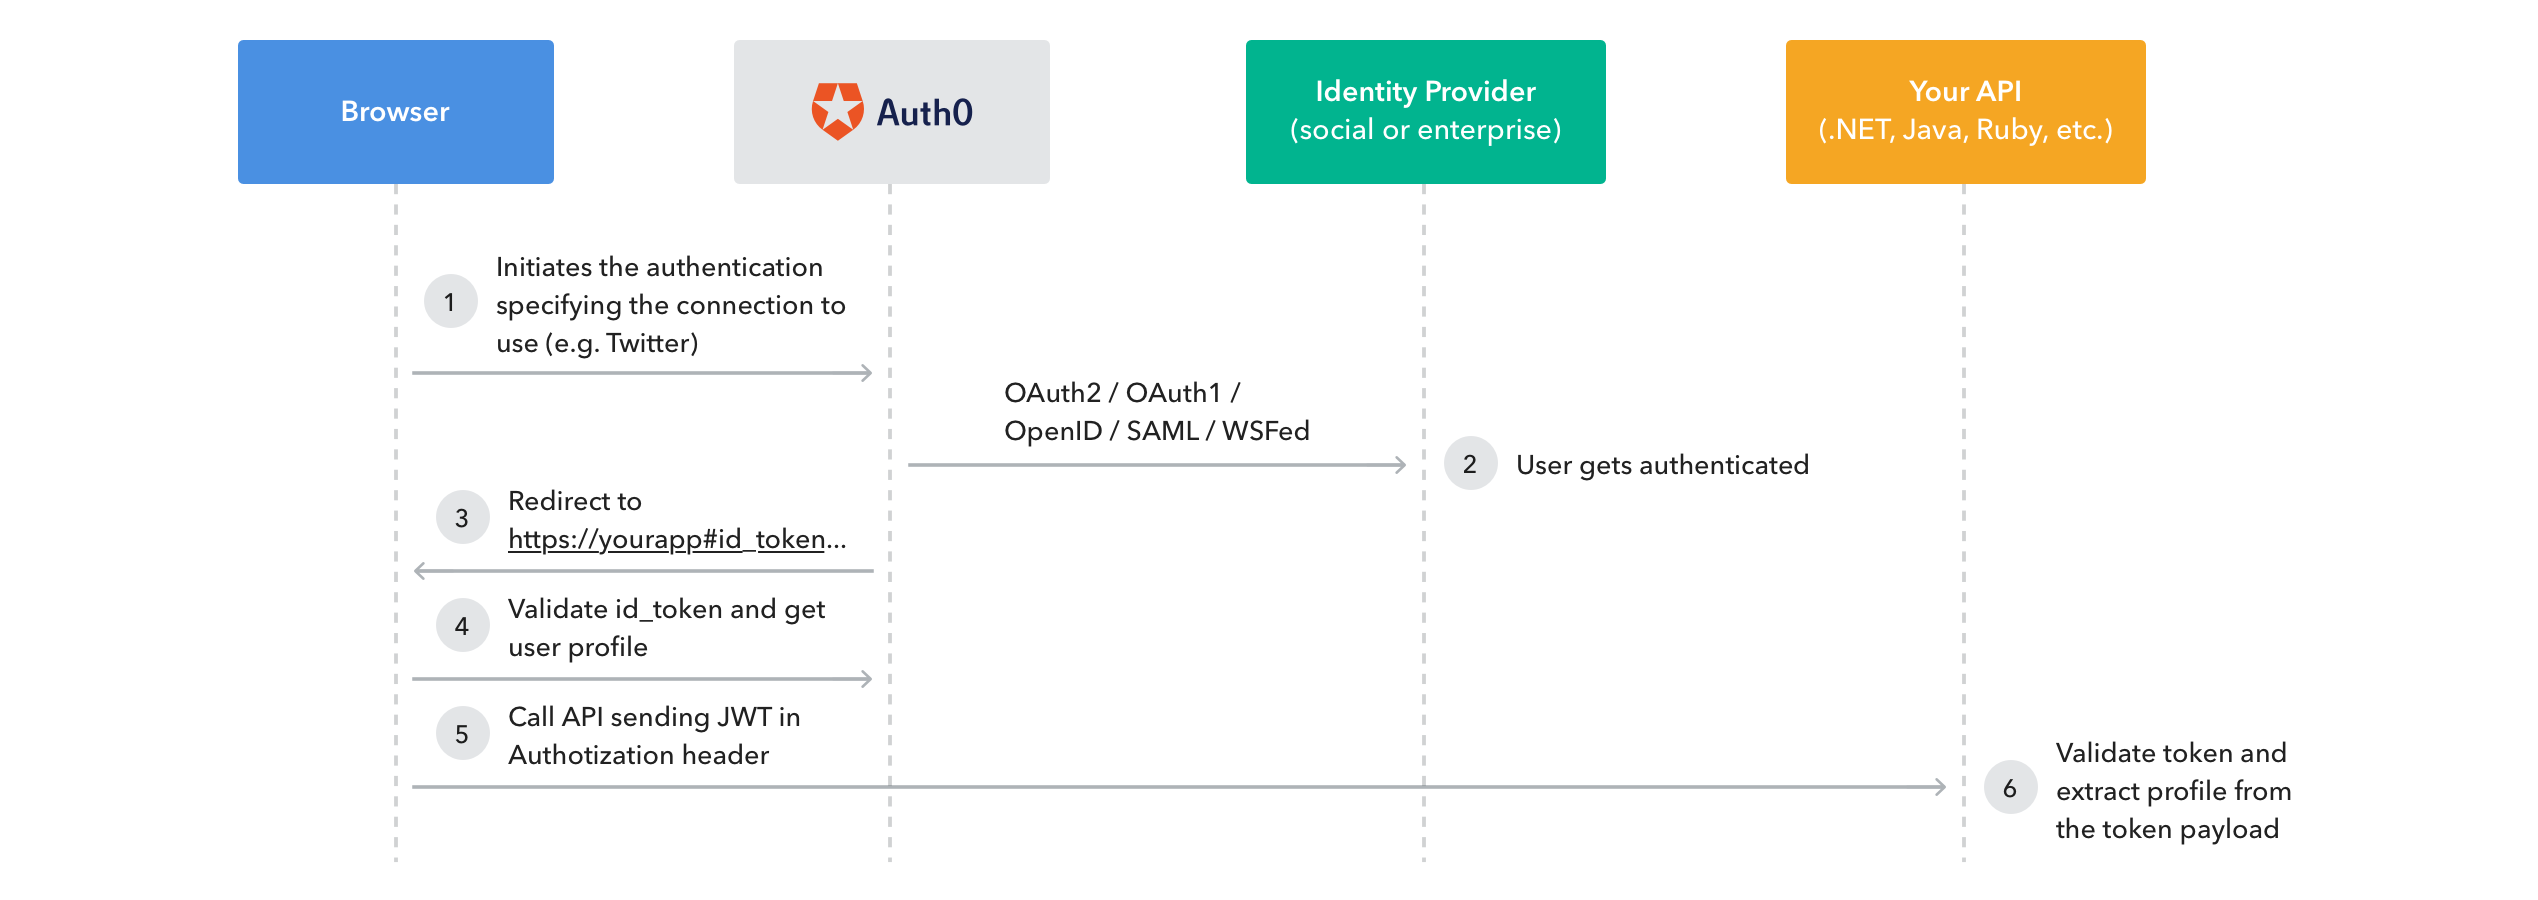 Browser
Auth0
Identity Provider
(social or enterprise)
Your API
(.NET, Java, Ruby, etc.)
1
Initiates the authentication
specifying the connection to
use (e.g. Twitter)
OAuth2 / OAuth1 /
OpenID / SAML / WSFed
2
User gets authenticated
3
Redirect to
https://yourapp#id_token...
4
Validate id_token and get
user profile
5
Call API sending JWT in
Authotization header
6
Validate token and
extract profile from
the token payload